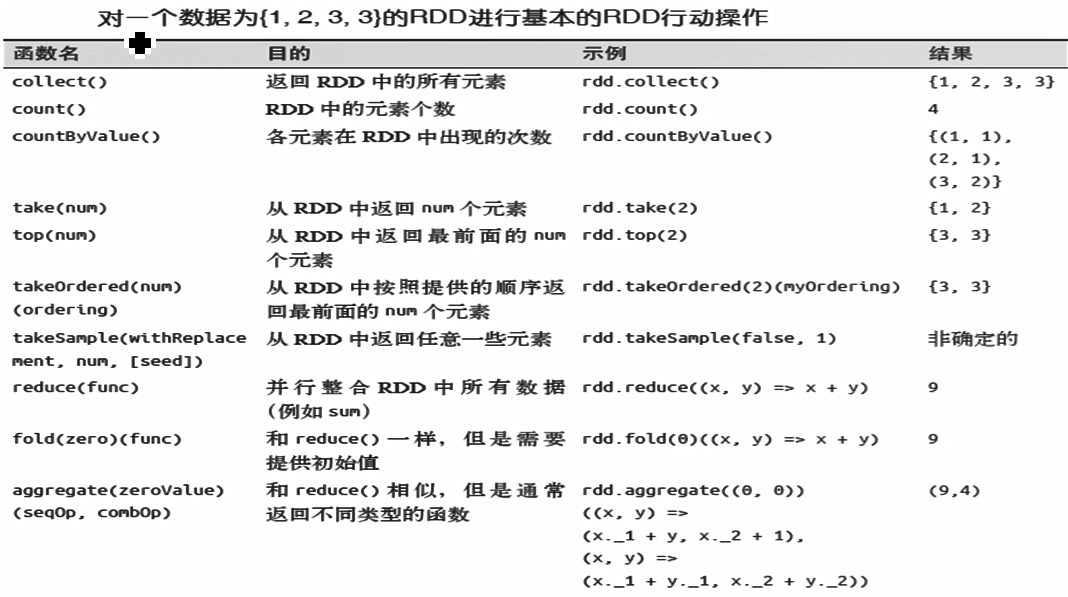 对一个数据为{1, 2, 3, 3}的RDD进行基本的RDD行动操作
函数名 目的 示例 结果
collect() 返回 RDD 中的所有元素 rdd.collect() {1, 2, 3, 3}
count() RDD 中的元素个数 rdd.count() 4
countByValue() 各元素在 RDD 中出现的次数 rdd.countByValue() {(1, 1),
(2, 1),
(3, 2)}
take(num) 从 RDD 中返回 num 个元素 rdd.take(2) {1, 2}
top(num) 从 RDD 中返回最前面的 num rdd.top(2) {3, 3}
个元素
takeOrdered(num) 从 RDD 中按照提供的顺序返 rdd.takeOrdered(2)(myOrdering) {3, 3}
(ordering) 回最前面的 num 个元素
takeSample(withReplace 从 RDD 中返回任意一些元素 rdd.takeSample(false, 1) 非确定的
ment, num, [seed])
reduce(func) 并行整合 RDD 中所有数据 rdd.reduce((x, y) => x + y) 9
(例如 sum)
fold(zero)(func) 和 reduce() 一样，但是需要 rdd.fold(0)((x, y) => x + y) 9
提供初始值
aggregate(zeroValue) 和 reduce() 相似，但是通常 rdd.aggregate((0, 0)) (9,4)
(seqOp, combOp) 返回不同类型的函数 ((x, y) =>
(x._1 + y, x._2 + 1),
(x, y) =>
(x._1 + y._1, x._2 + y._2))